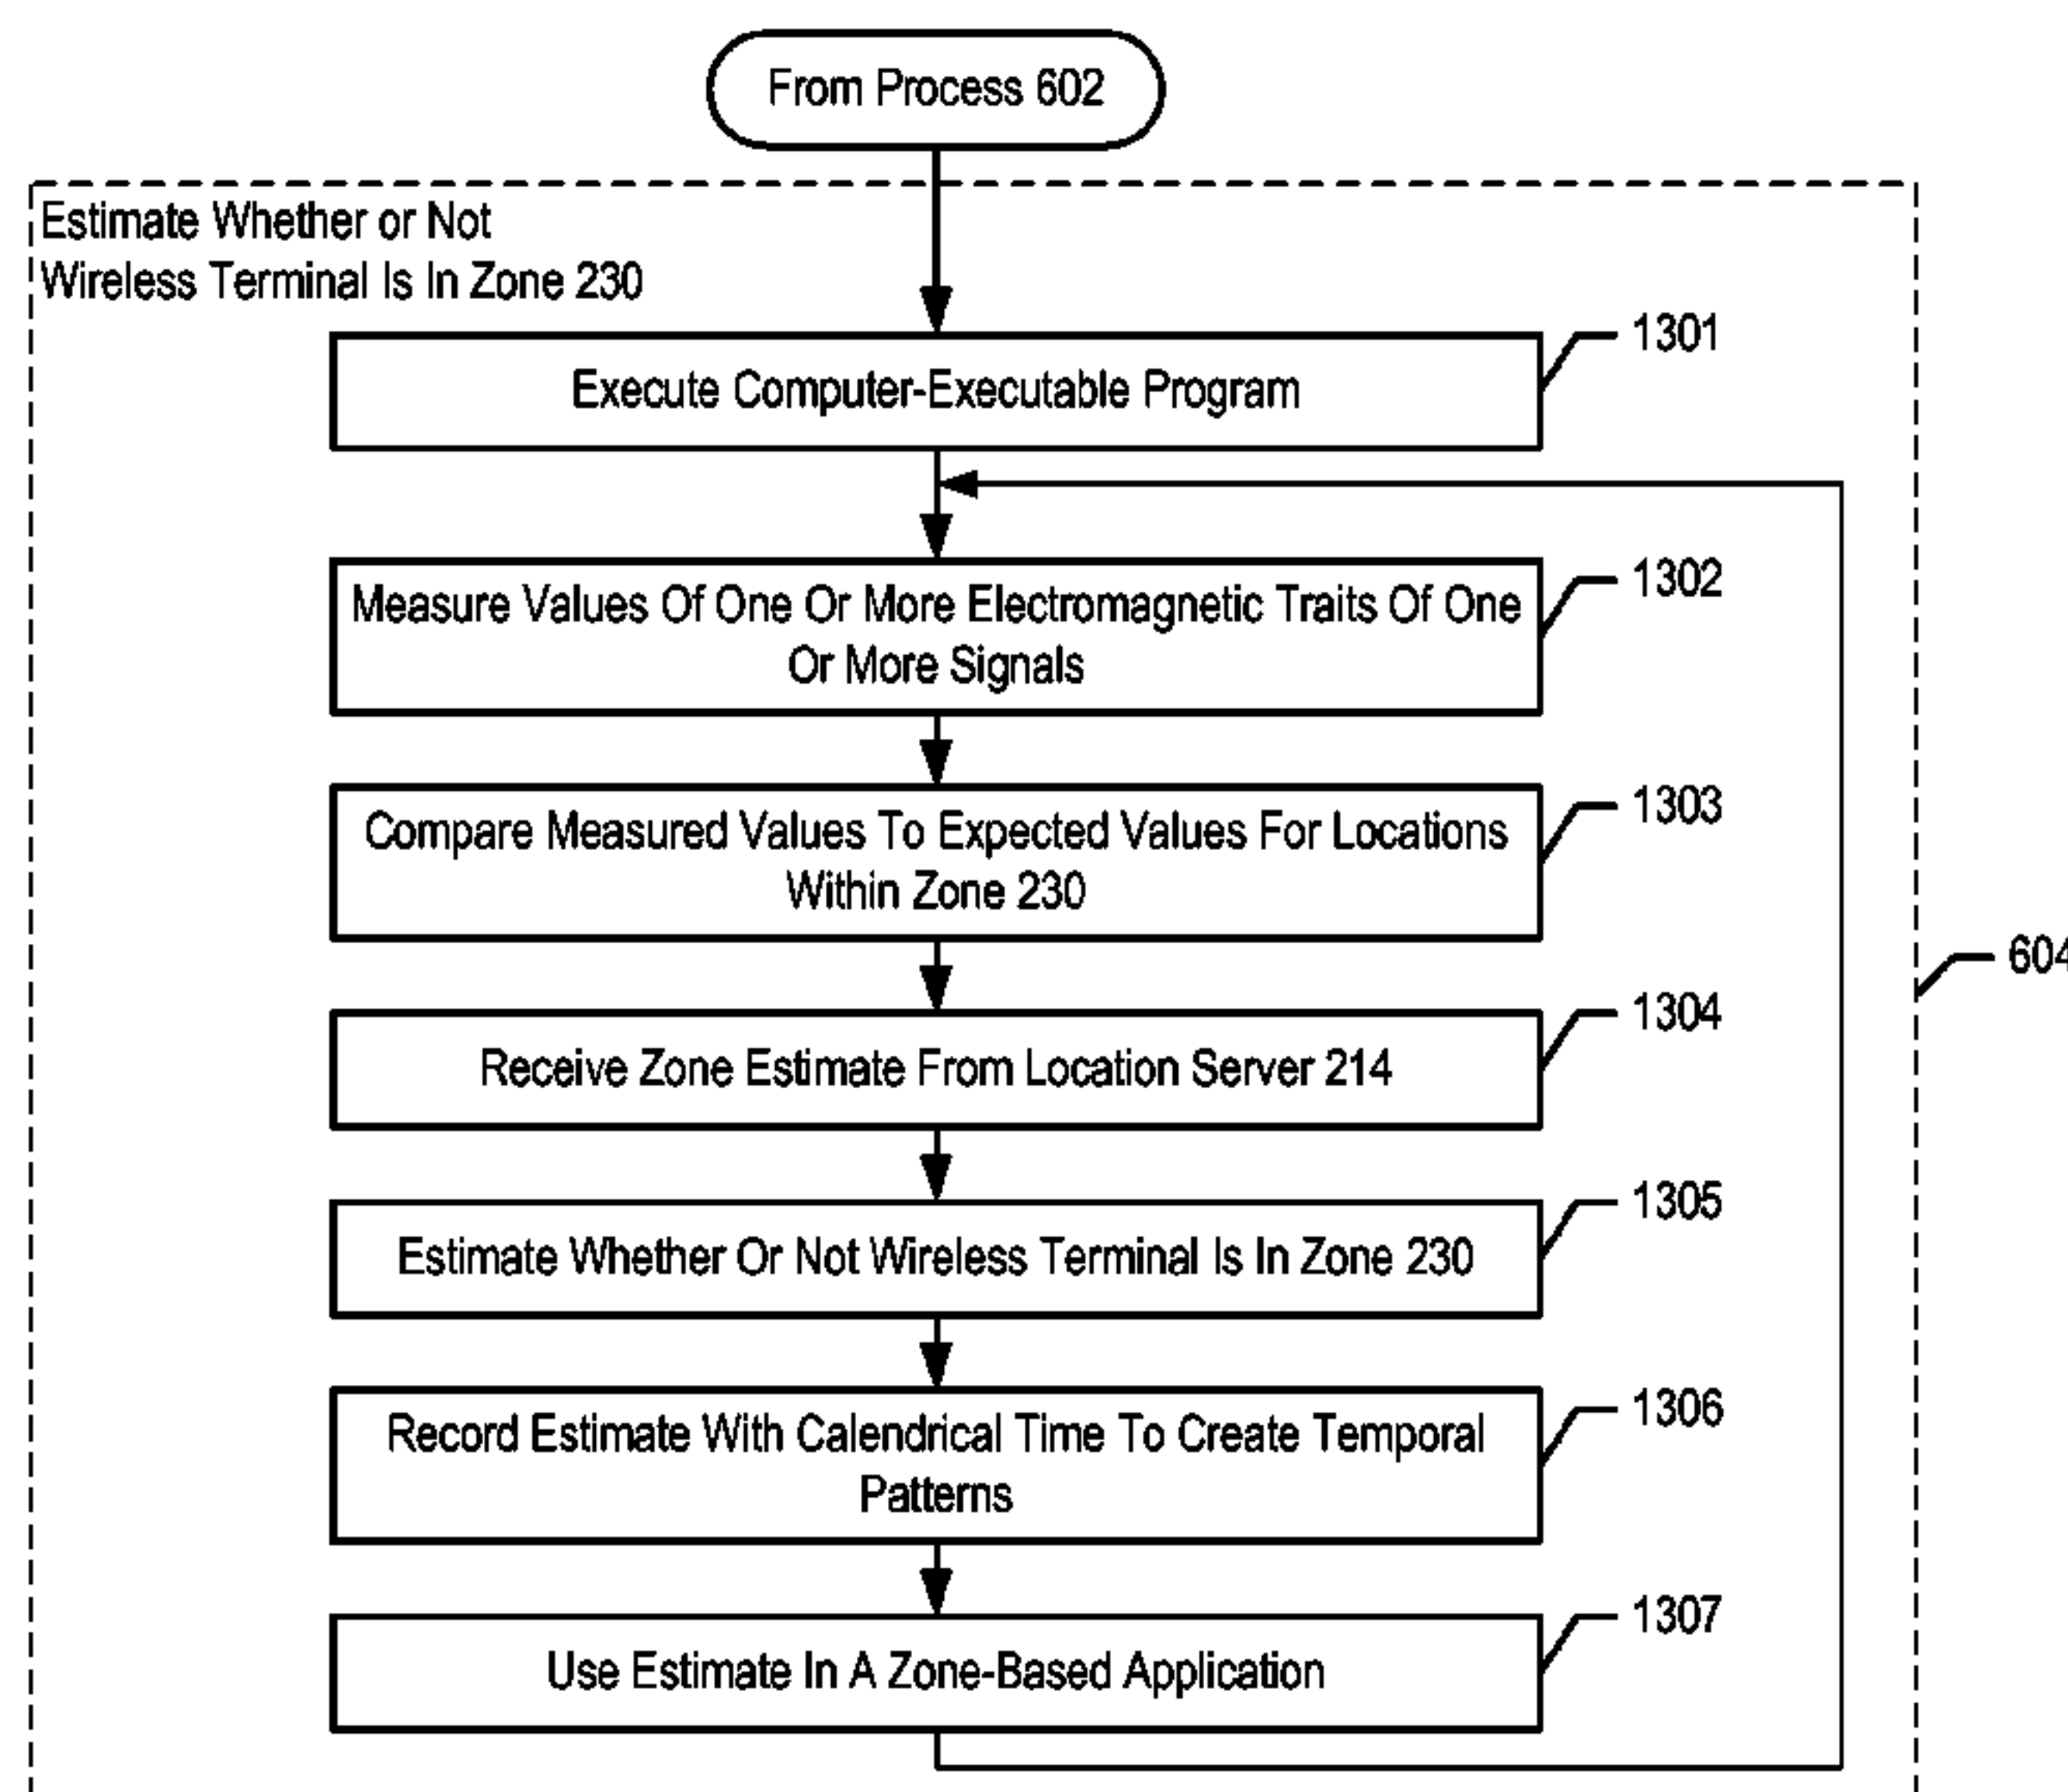 From Process 602
Estimate Whether or Not
Wireless Terminal Is In Zone 230
1301
Execute Computer-Executable Program
1302
Measure Values Of One Or More Electromagnetic Traits Of One
Or More Signals
1303
Compare Measured Values To Expected Values For Locations
Within Zone 230
604
1304
Receive Zone Estimate From Location Server 214
1305
Estimate Whether Or Not Wireless Terminal Is In Zone 230
1306
Record Estimate With Calendrical Time To Create Temporal
Patterns
1307
Use Estimate In A Zone-Based Application